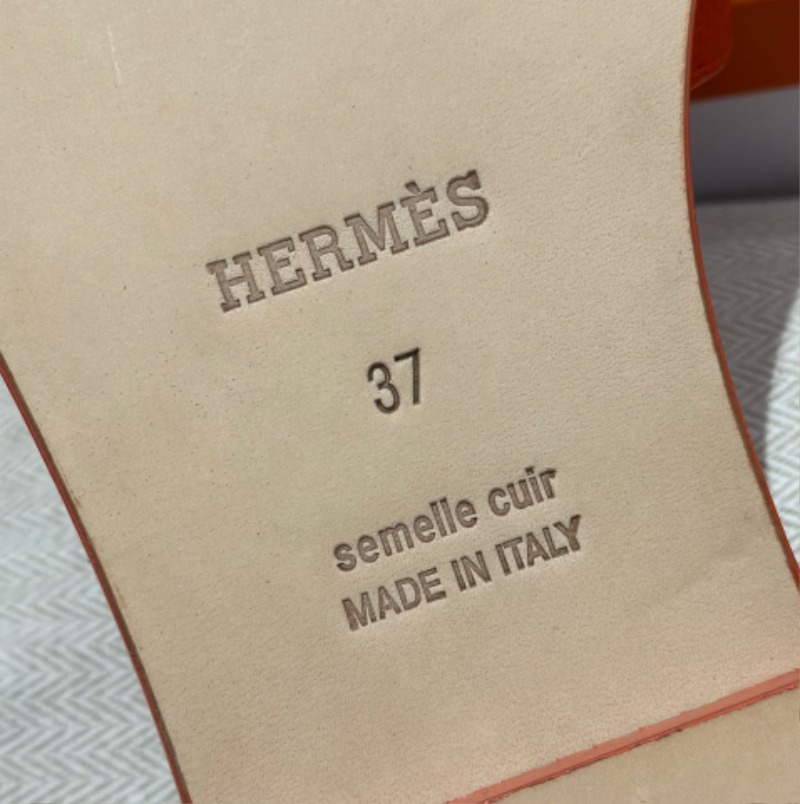 HERMÈS
37
semelle cuir
MADE IN ITALY